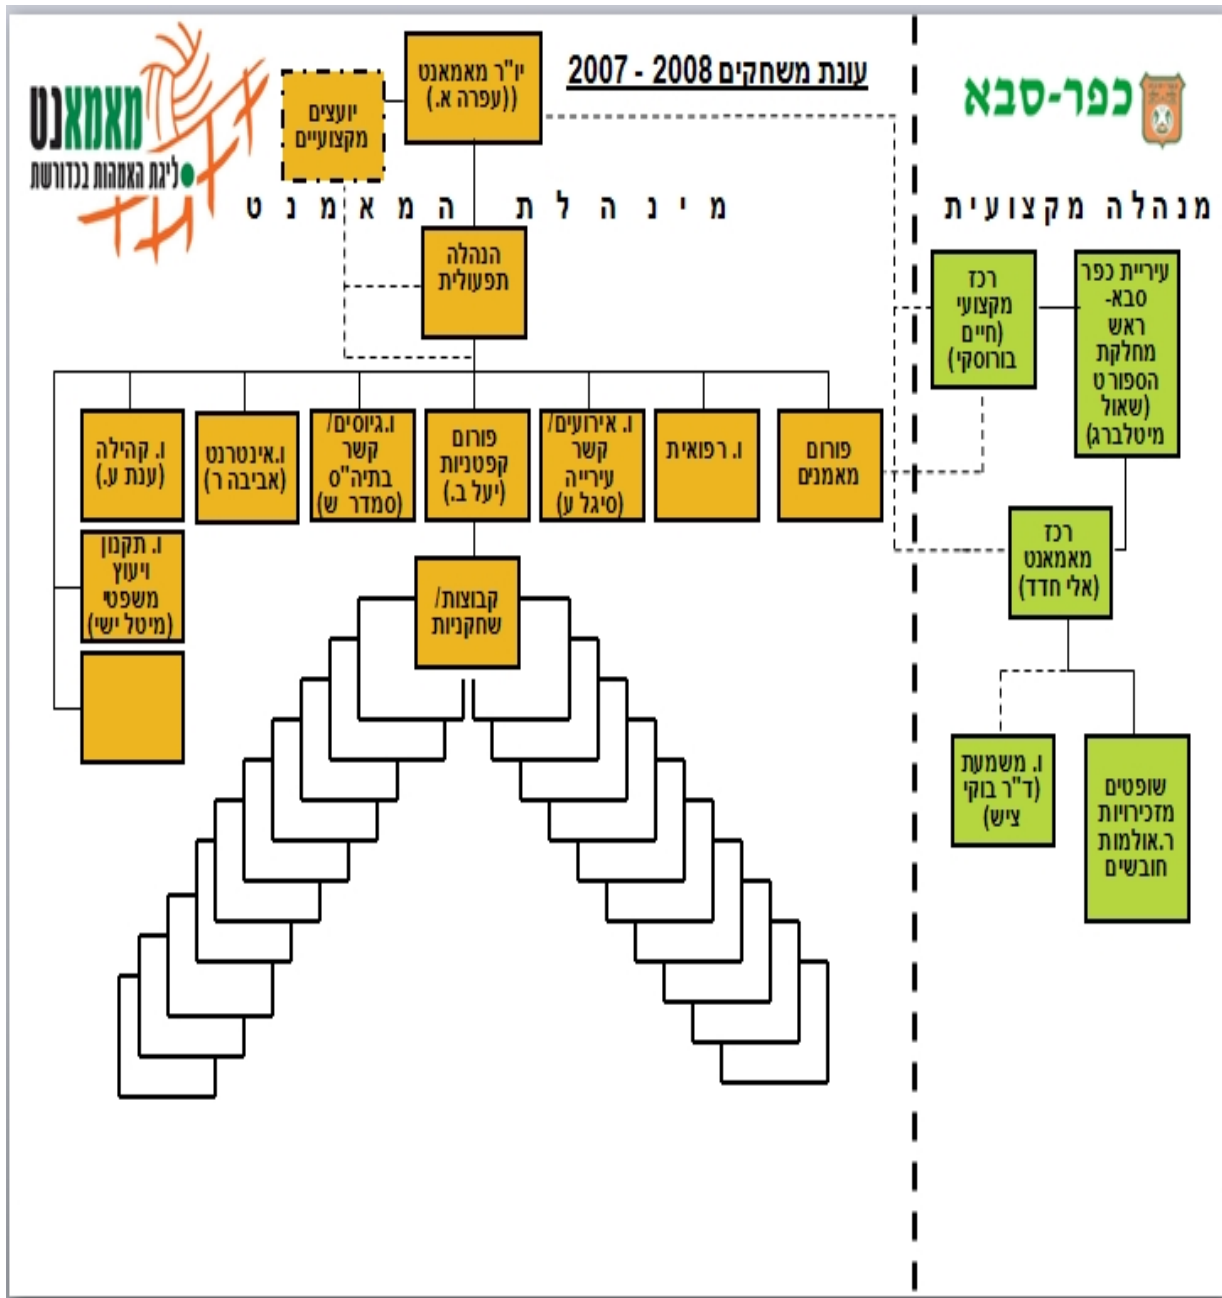 מאמאנט
ליגת האמהות בכדורשת
עונת משחקים 2007 - 2008
כפר-סבא
יו"ר מאמאנט
((עפרה א.)
יועצים
מקצועיים
מינהלת המאמנט
מנהלה מקצועית
הנהלה
תפעולית
רכז
מקצועי
(חיים
בורוסקי)
עיריית כפר
סבא-
ראש
מחלקת
הספורט
(שאול
מיטלברג)
פורום
מאמנים
ו. רפואית
ו. אירועים/
קשר
עירייה
(סיגל ע)
פורום
קפטניות
(יעל ב.)
ו.גיוסים/
קשר
בתיה"ס
(סמדר ש)
ו.אינטרנט
(אביבה ר)
ו. קהילה
(ענת ע.)
ו. תקנון
ויעוץ
משפטי
(מיטל ישי)
קבוצות/
שחקניות
רכז
מאמאנט
(אלי חדד)
ו. משמעת
(ד"ר בוקי
ציש)
שופטים
מזכירויות
ר.אולמות
חובשים